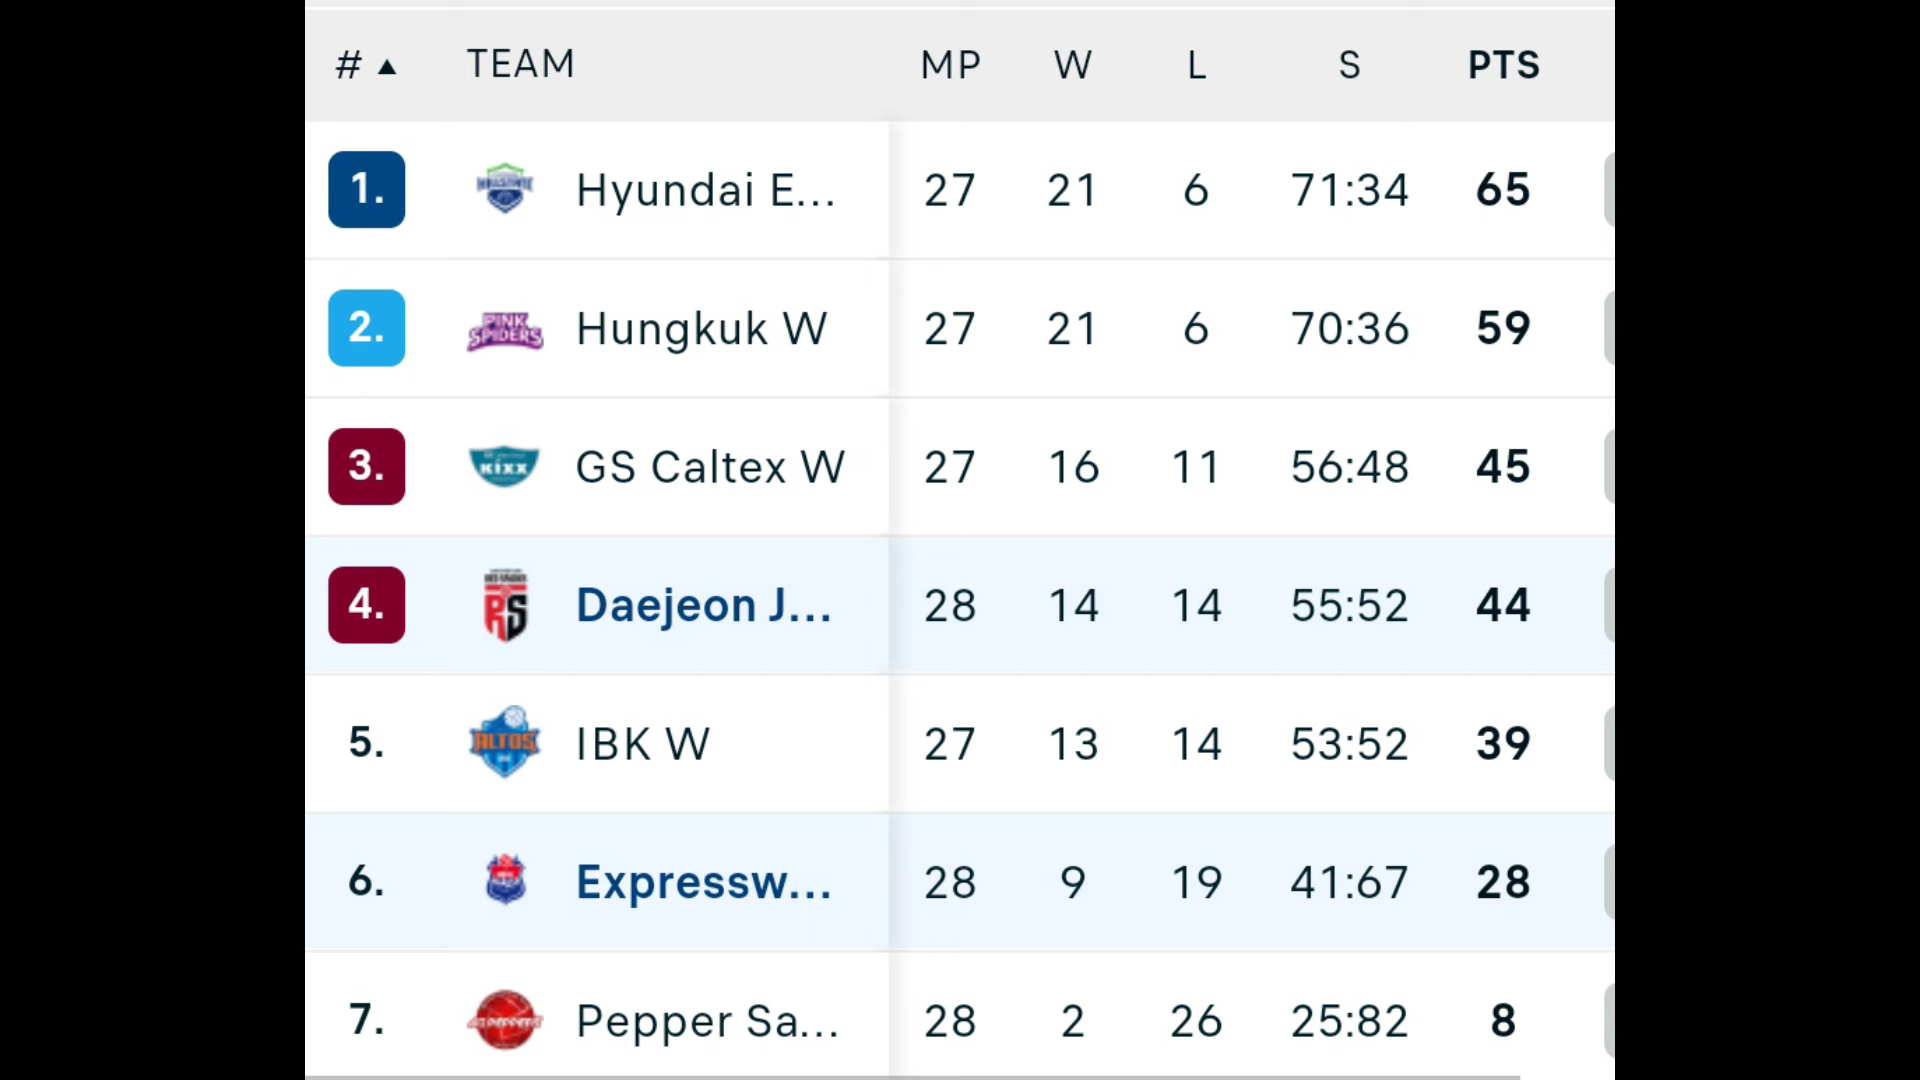 # ▲ TEAM MP W L S PTS
1. Hyundai E... 27 21 6 71:34 65
2. PINK SPIDERS Hungkuk W 27 21 6 70:36 59
3. KIXX GS Caltex W 27 16 11 56:48 45
4. RS Daejeon J... 28 14 14 55:52 44
5. ALTOS IBK W 27 13 14 53:52 39
6. Expressw... 28 9 19 41:67 28
7. Pepper Sa... 28 2 26 25:82 8